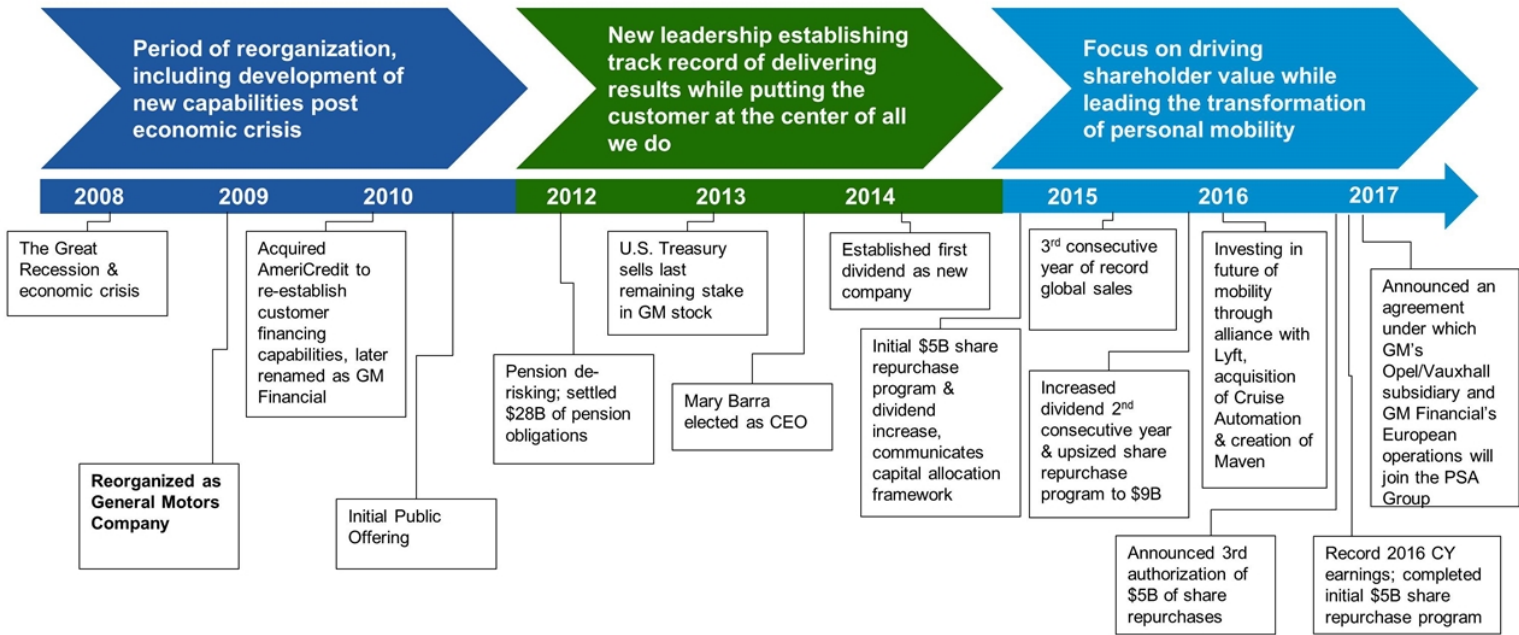 Period of reorganization,
including development of
new capabilities post
economic crisis
New leadership establishing
track record of delivering
results while putting the
customer at the center of all
we do
Focus on driving
shareholder value while
leading the transformation
of personal mobility
2008 2009 2010 2012 2013 2014 2015 2016 2017
The Great
Recession &
economic crisis
Reorganized as
General Motors
Company
Acquired
AmeriCredit to
re-establish
customer
financing
capabilities, later
renamed as GM
Financial
Initial Public
Offering
Pension de-
risking; settled
$28B of pension
obligations
U.S. Treasury
sells last
remaining stake
in GM stock
Mary Barra
elected as CEO
Established first
dividend as new
company
Initial $5B share
repurchase
program &
dividend
increase,
communicates
capital allocation
framework
3rd consecutive
year of record
global sales
Increased
dividend 2nd
consecutive year
& upsized share
repurchase
program to $9B
Investing in
future of
mobility
through
alliance with
Lyft,
acquisition
of Cruise
Automation
& creation of
Maven
Announced 3rd
authorization of
$5B of share
repurchases
Record 2016 CY
earnings; completed
initial $5B share
repurchase program
Announced an
agreement
under which
GM’s
Opel/Vauxhall
subsidiary and
GM Financial’s
European
operations will
join the PSA
Group